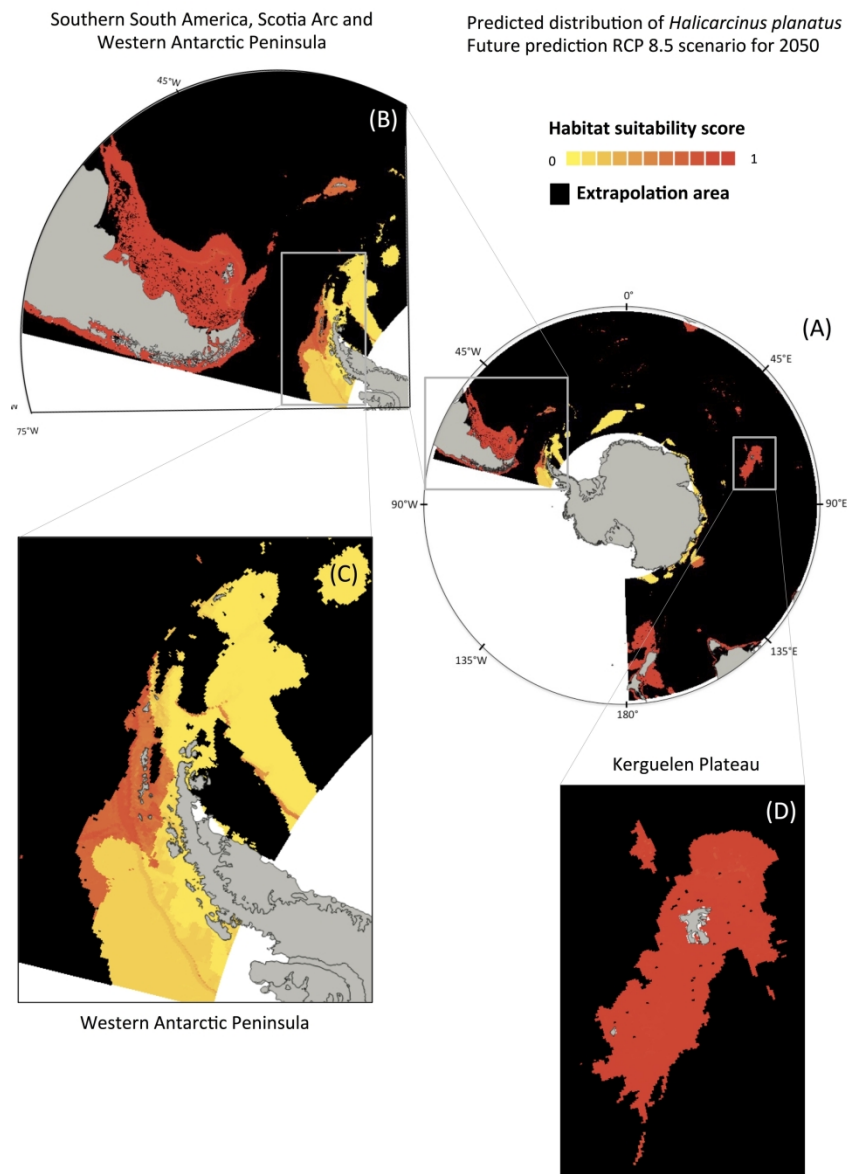 Southern South America, Scotia Arc and
Western Antarctic Peninsula
Predicted distribution of Halicarcinus planatus
Future prediction RCP 8.5 scenario for 2050
45°W
(B)
Habitat suitability score
0
1
Extrapolation area
2
75°W
(A)
0°
45°W
45°E
90°W
90°E
135°W
135°E
180°
(C)
Western Antarctic Peninsula
Kerguelen Plateau
(D)